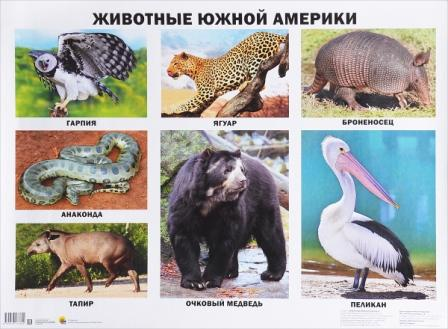 ЖИВОТНЫЕ ЮЖНОЙ АМЕРИКИ
ГАРПИЯ
ЯГУАР
БРОНЕНОСЕЦ
АНАКОНДА
ТАПИР
ОЧКОВЫЙ МЕДВЕДЬ
ПЕЛИКАН